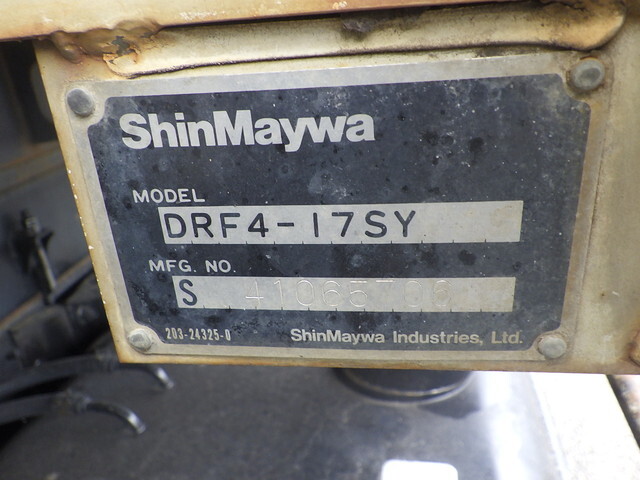 ShinMaywa
MODEL
DRF4-17SY
MFG. NO.
S
203-24325-0 ShinMaywa Industries, Ltd.